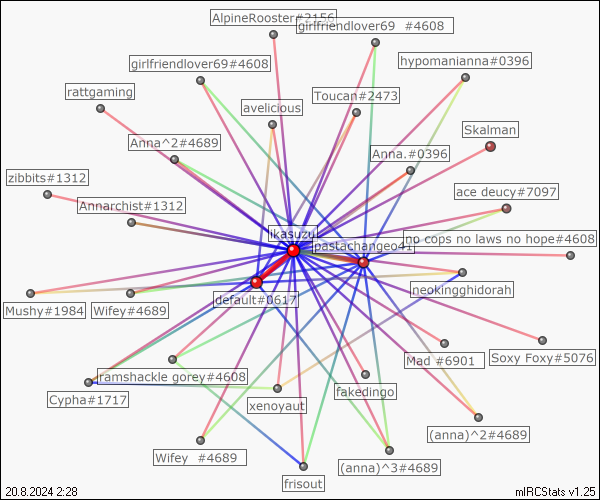 AlpineRooster#2156
girlfriendlover69 #4608
girlfriendlover69#4608
hypomanianna#0396
rattgaming
Toucan#2473
avelicious
Skalman
Anna^2#4689
Anna.#0396
zibbits#1312
ace deucy#7097
Annarchist#1312
ikasuzu
pastachangeo41
no cops no laws no hope#4608
neokingghidorah
default#0617
Mushy#1984
Wifey#4689
Mad #6901
Soxy Foxy#5076
ramshackle gorey#4608
fakedingo
Cypha#1717
xenoyaut
(anna)^2#4689
Wifey #4689
(anna)^3#4689
frisout
20.8.2024 2:28
mIRCStats v1.25